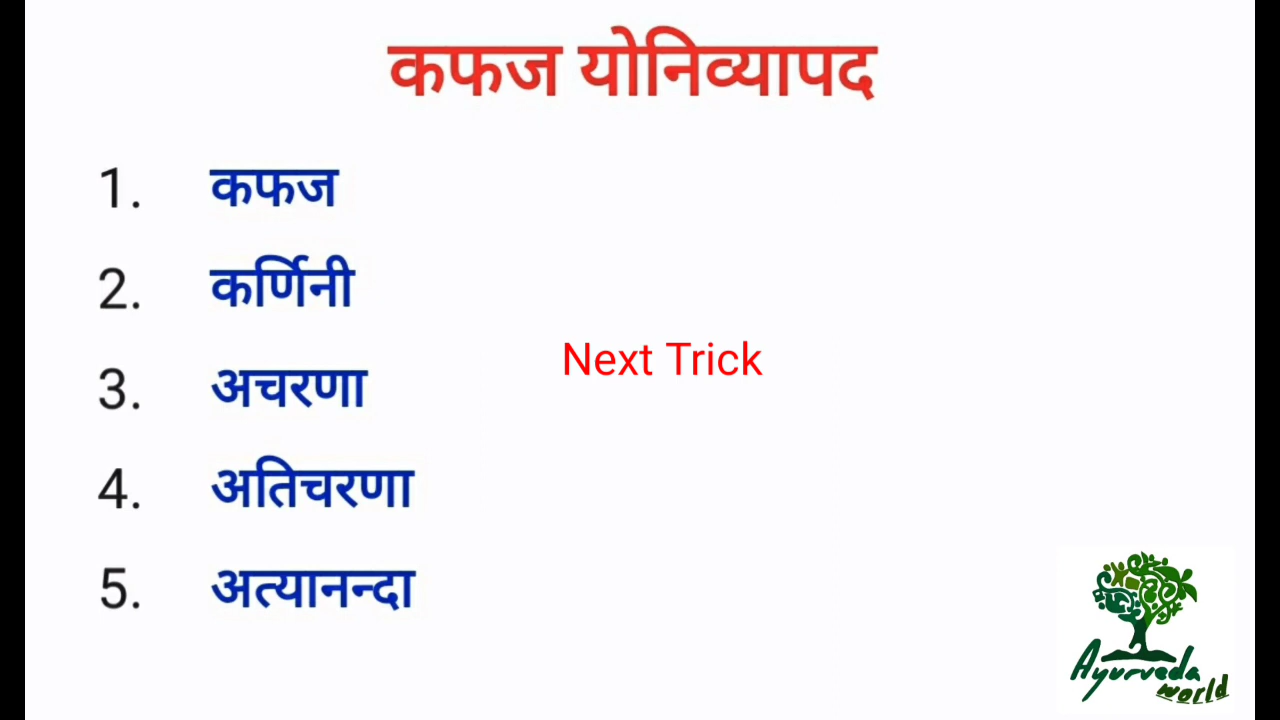 कफज योनिव्यापद
1. कफज
2. कर्णिनी
3. अचरणा
Next Trick
4. अतिचरणा
5. अत्यानन्दा
Ayurveda
world